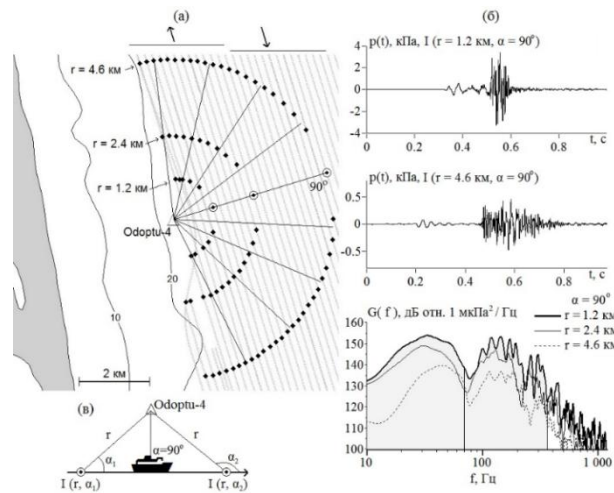 (а)
r = 4.6 км
r = 2.4 км
r = 1.2 км
90°
Odoptu-4
20
10
2 км
(в)
Odoptu-4
r
r
α₁
α=90°
α₂
I (r, α₁)
I (r, α₂)
(б)
p(t), кПа, I (r = 1.2 км, α = 90°)
4
2
0
-2
-4
0
0.2
0.4
0.6
0.8
t, с
p(t), кПа, I (r = 4.6 км, α = 90°)
0.5
0
-0.5
0
0.2
0.4
0.6
0.8
t, с
G( f ), дБ отн. 1 мкПа² / Гц
α = 90°
r = 1.2 км
r = 2.4 км
r = 4.6 км
160
150
140
130
120
110
100
10
100
1 000
f, Гц